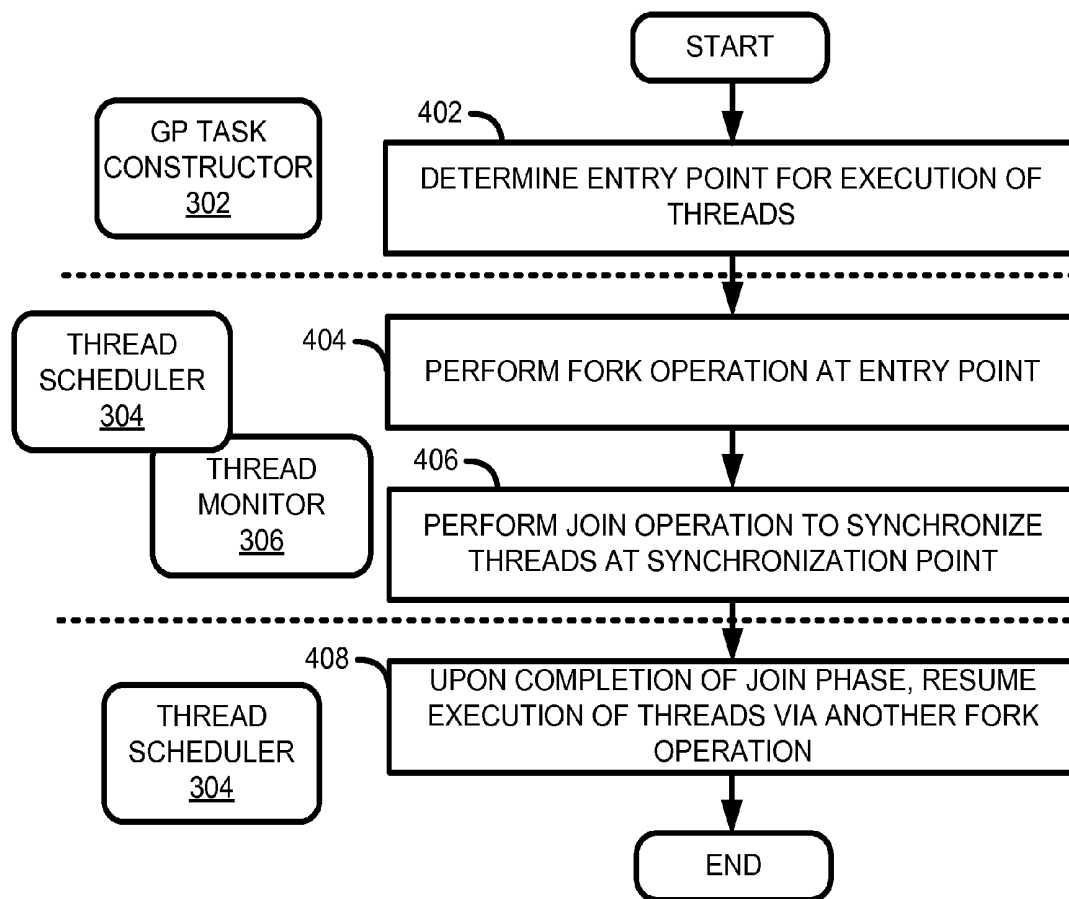 START
402
GP TASK
CONSTRUCTOR
302
DETERMINE ENTRY POINT FOR EXECUTION OF
THREADS
404
THREAD
SCHEDULER
304
PERFORM FORK OPERATION AT ENTRY POINT
406
THREAD
MONITOR
306
PERFORM JOIN OPERATION TO SYNCHRONIZE
THREADS AT SYNCHRONIZATION POINT
408
THREAD
SCHEDULER
304
UPON COMPLETION OF JOIN PHASE, RESUME
EXECUTION OF THREADS VIA ANOTHER FORK
OPERATION
END